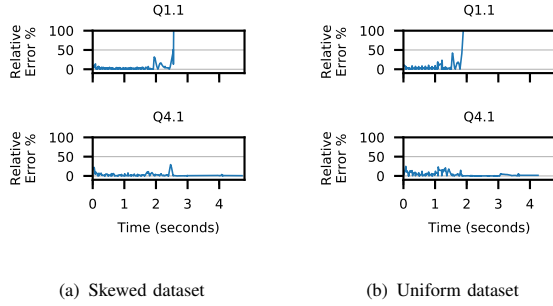 Q1.1
Relative
Error %
100
50
0
Q4.1
Relative
Error %
100
50
0
0 1 2 3 4
Time (seconds)
(a) Skewed dataset
Q1.1
Relative
Error %
100
50
0
Q4.1
Relative
Error %
100
50
0
0 1 2 3 4
Time (seconds)
(b) Uniform dataset